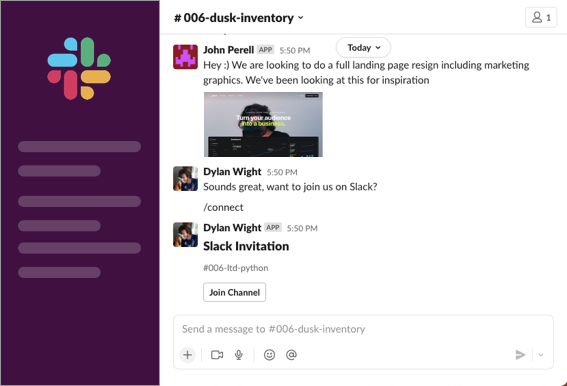 # 006-dusk-inventory
1
Today
John Perell APP 5:50 PM
Hey :) We are looking to do a full landing page resign including marketing
graphics. We've been looking at this for inspiration
Turn your audience
into a business.
Dylan Wight 5:50 PM
Sounds great, want to join us on Slack?
/connect
Dylan Wight APP 5:50 PM
Slack Invitation
#006-ltd-python
Join Channel
Send a message to #006-dusk-inventory